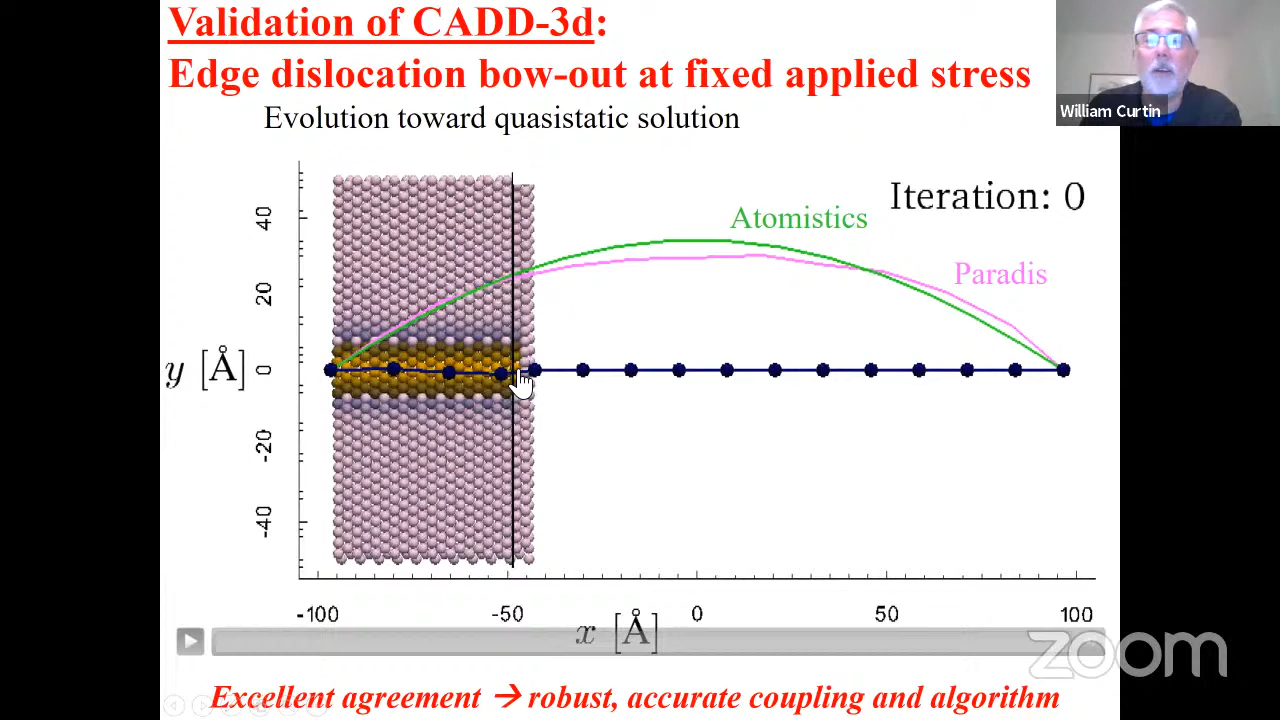 Validation of CADD-3d:
Edge dislocation bow-out at fixed applied stress
Evolution toward quasistatic solution
William Curtin
Iteration: 0
Atomistics
Paradis
40
20
y [Å]
0
-20
-40
-100
-50
0
50
100
x [Å]
zoom
Excellent agreement → robust, accurate coupling and algorithm